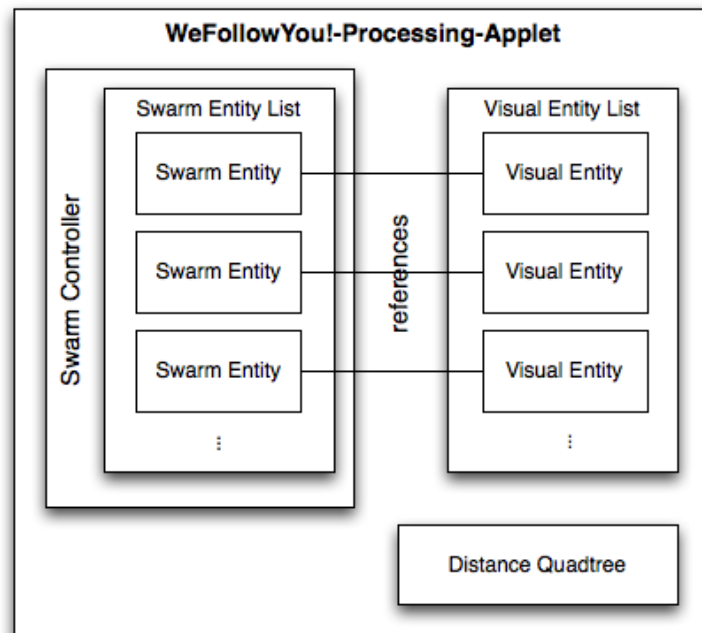 WeFollowYou!-Processing-Applet
Swarm Controller
Swarm Entity List
Swarm Entity
Swarm Entity
Swarm Entity
...
references
Visual Entity List
Visual Entity
Visual Entity
Visual Entity
...
Distance Quadtree